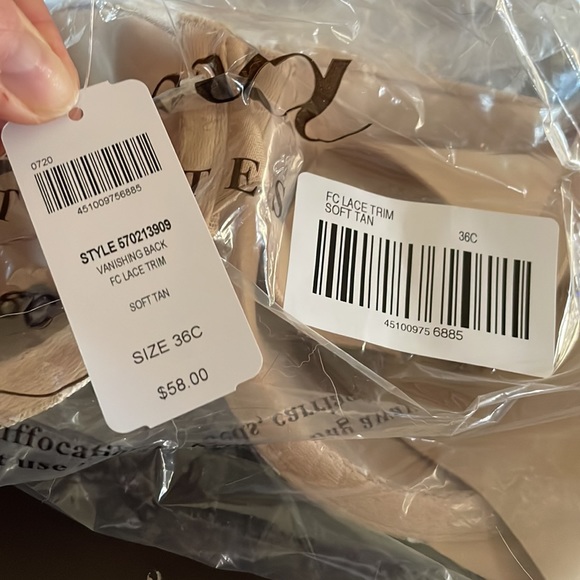 0720
451009756885
STYLE 570213909
VANISHING BACK
FC LACE TRIM
SOFT TAN
SIZE 36C
$58.00
FC LACE TRIM
SOFT TAN
36C
45100975 6885